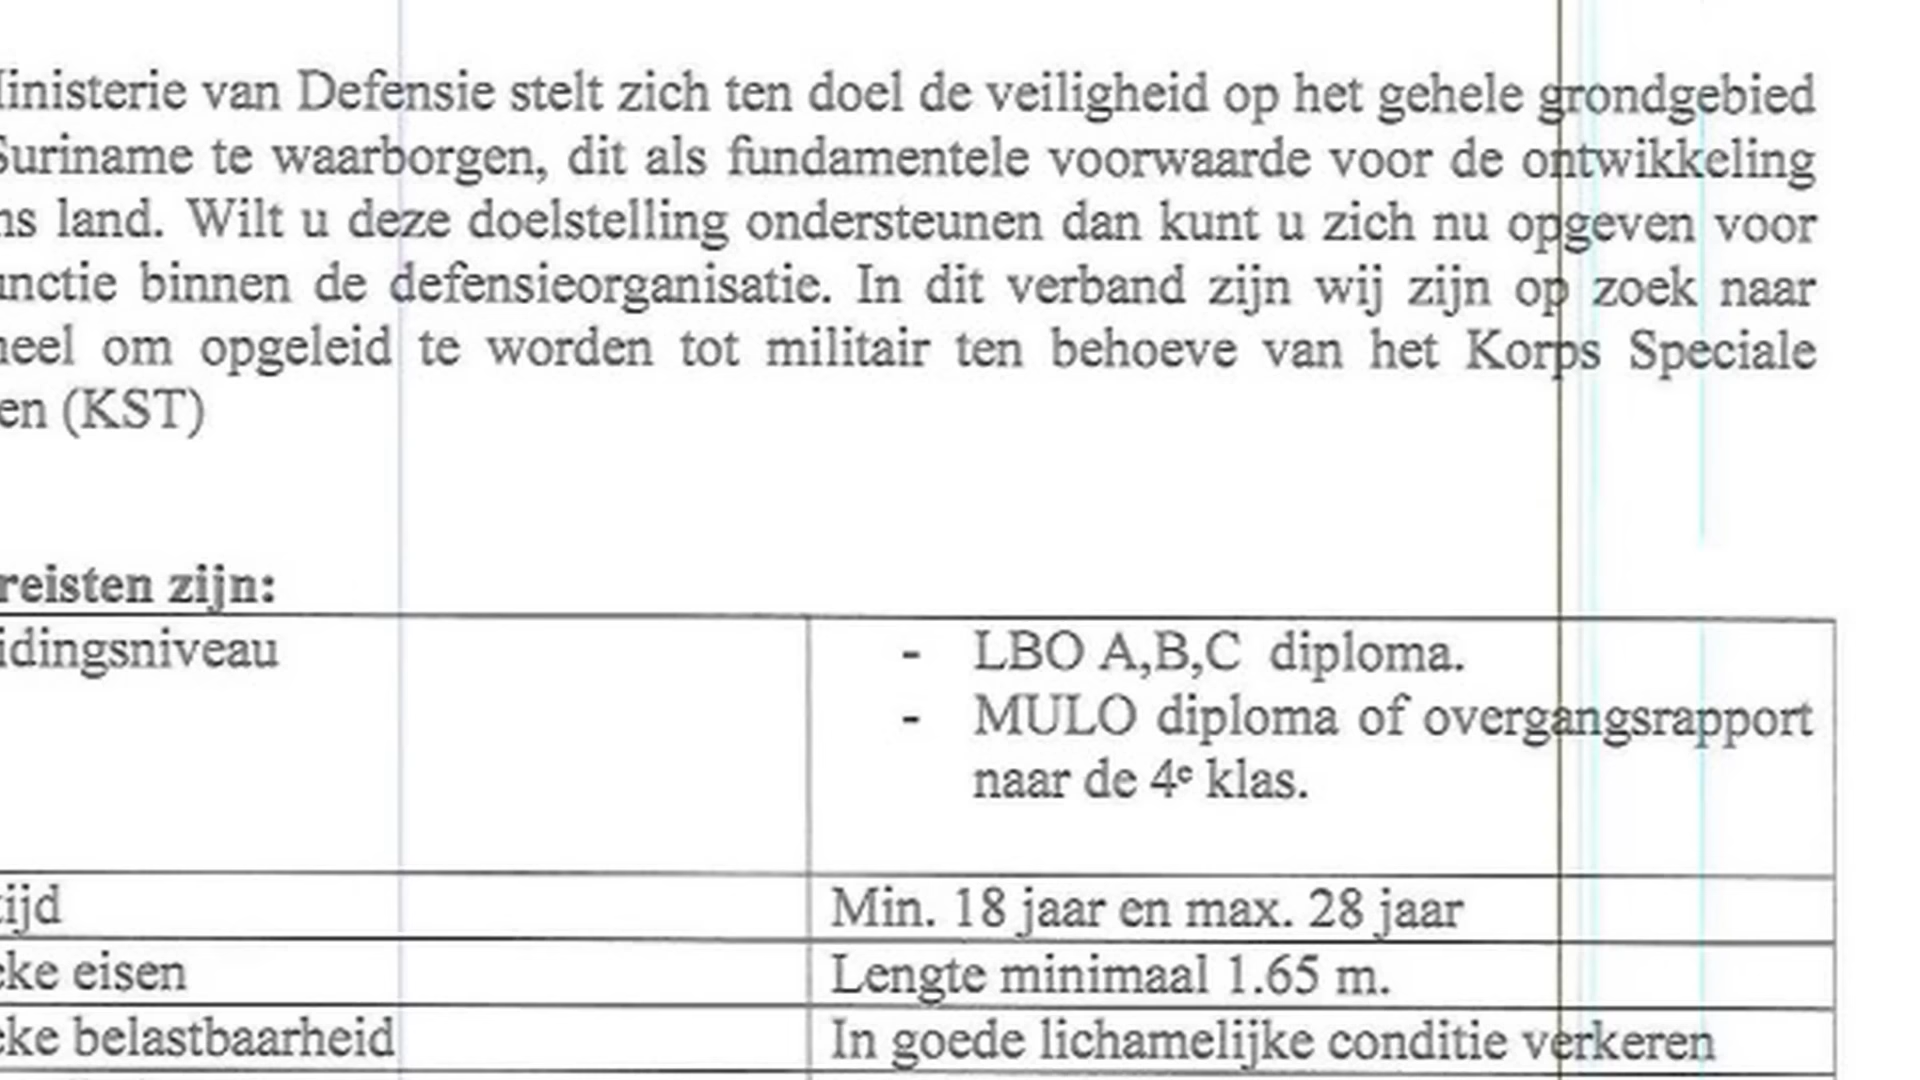 inisterie van Defensie stelt zich ten doel de veiligheid op het gehele grondgebied
Suriname te waarborgen, dit als fundamentele voorwaarde voor de ontwikkeling
ns land. Wilt u deze doelstelling ondersteunen dan kunt u zich nu opgeven voor
unctie binnen de defensieorganisatie. In dit verband zijn wij zijn op zoek naar
neel om opgeleid te worden tot militair ten behoeve van het Korps Speciale
en (KST)
reisten zijn:
idingsniveau
- LBO A,B,C diploma.
- MULO diploma of overgangsrapport
naar de 4e klas.
tijd
Min. 18 jaar en max. 28 jaar
eke eisen
Lengte minimaal 1.65 m.
eke belastbaarheid
In goede lichamelijke conditie verkeren